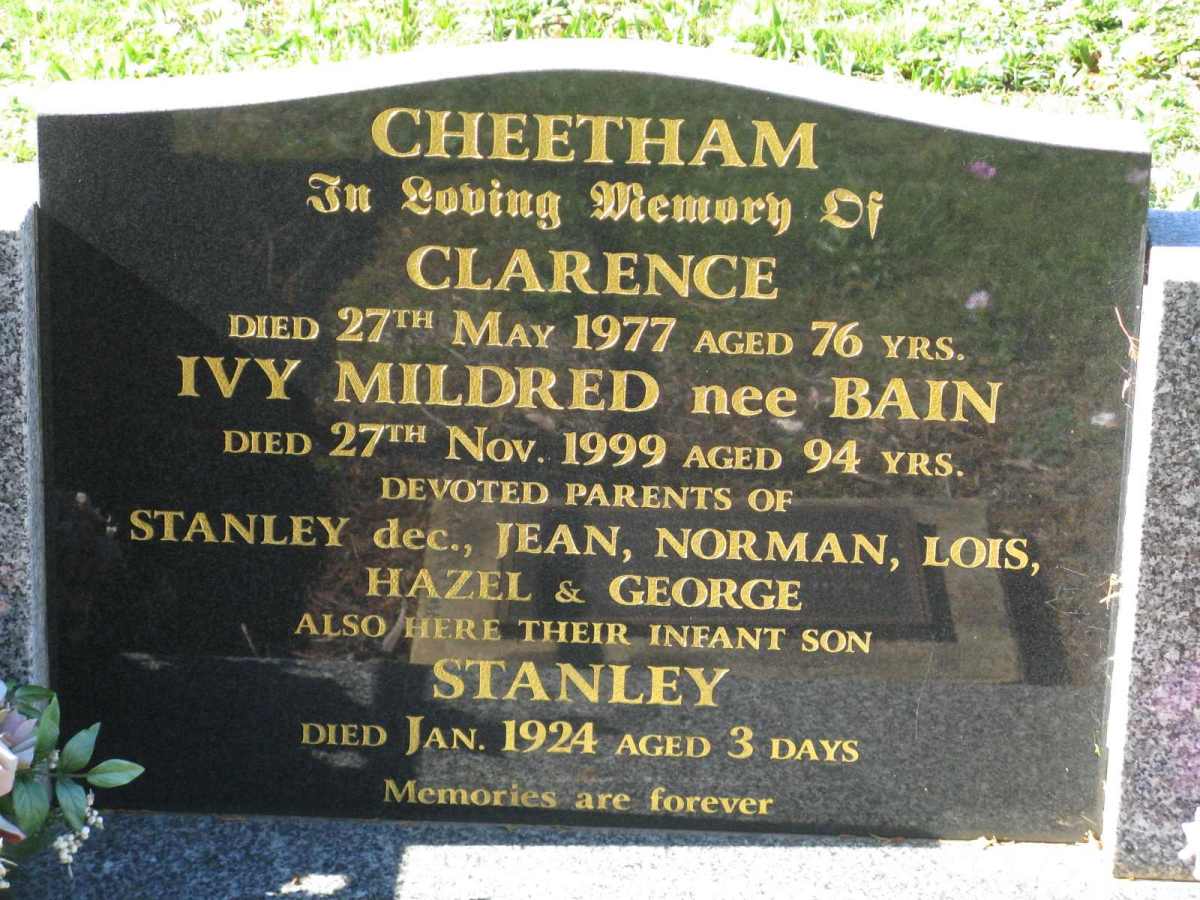 CHEETHAM
In Loving Memory Of
CLARENCE
DIED 27TH MAY 1977 AGED 76 YRS.
IVY MILDRED nee BAIN
DIED 27TH NOV. 1999 AGED 94 YRS.
DEVOTED PARENTS OF
STANLEY dec., JEAN, NORMAN, LOIS,
HAZEL & GEORGE
ALSO HERE THEIR INFANT SON
STANLEY
DIED JAN. 1924 AGED 3 DAYS
Memories are forever